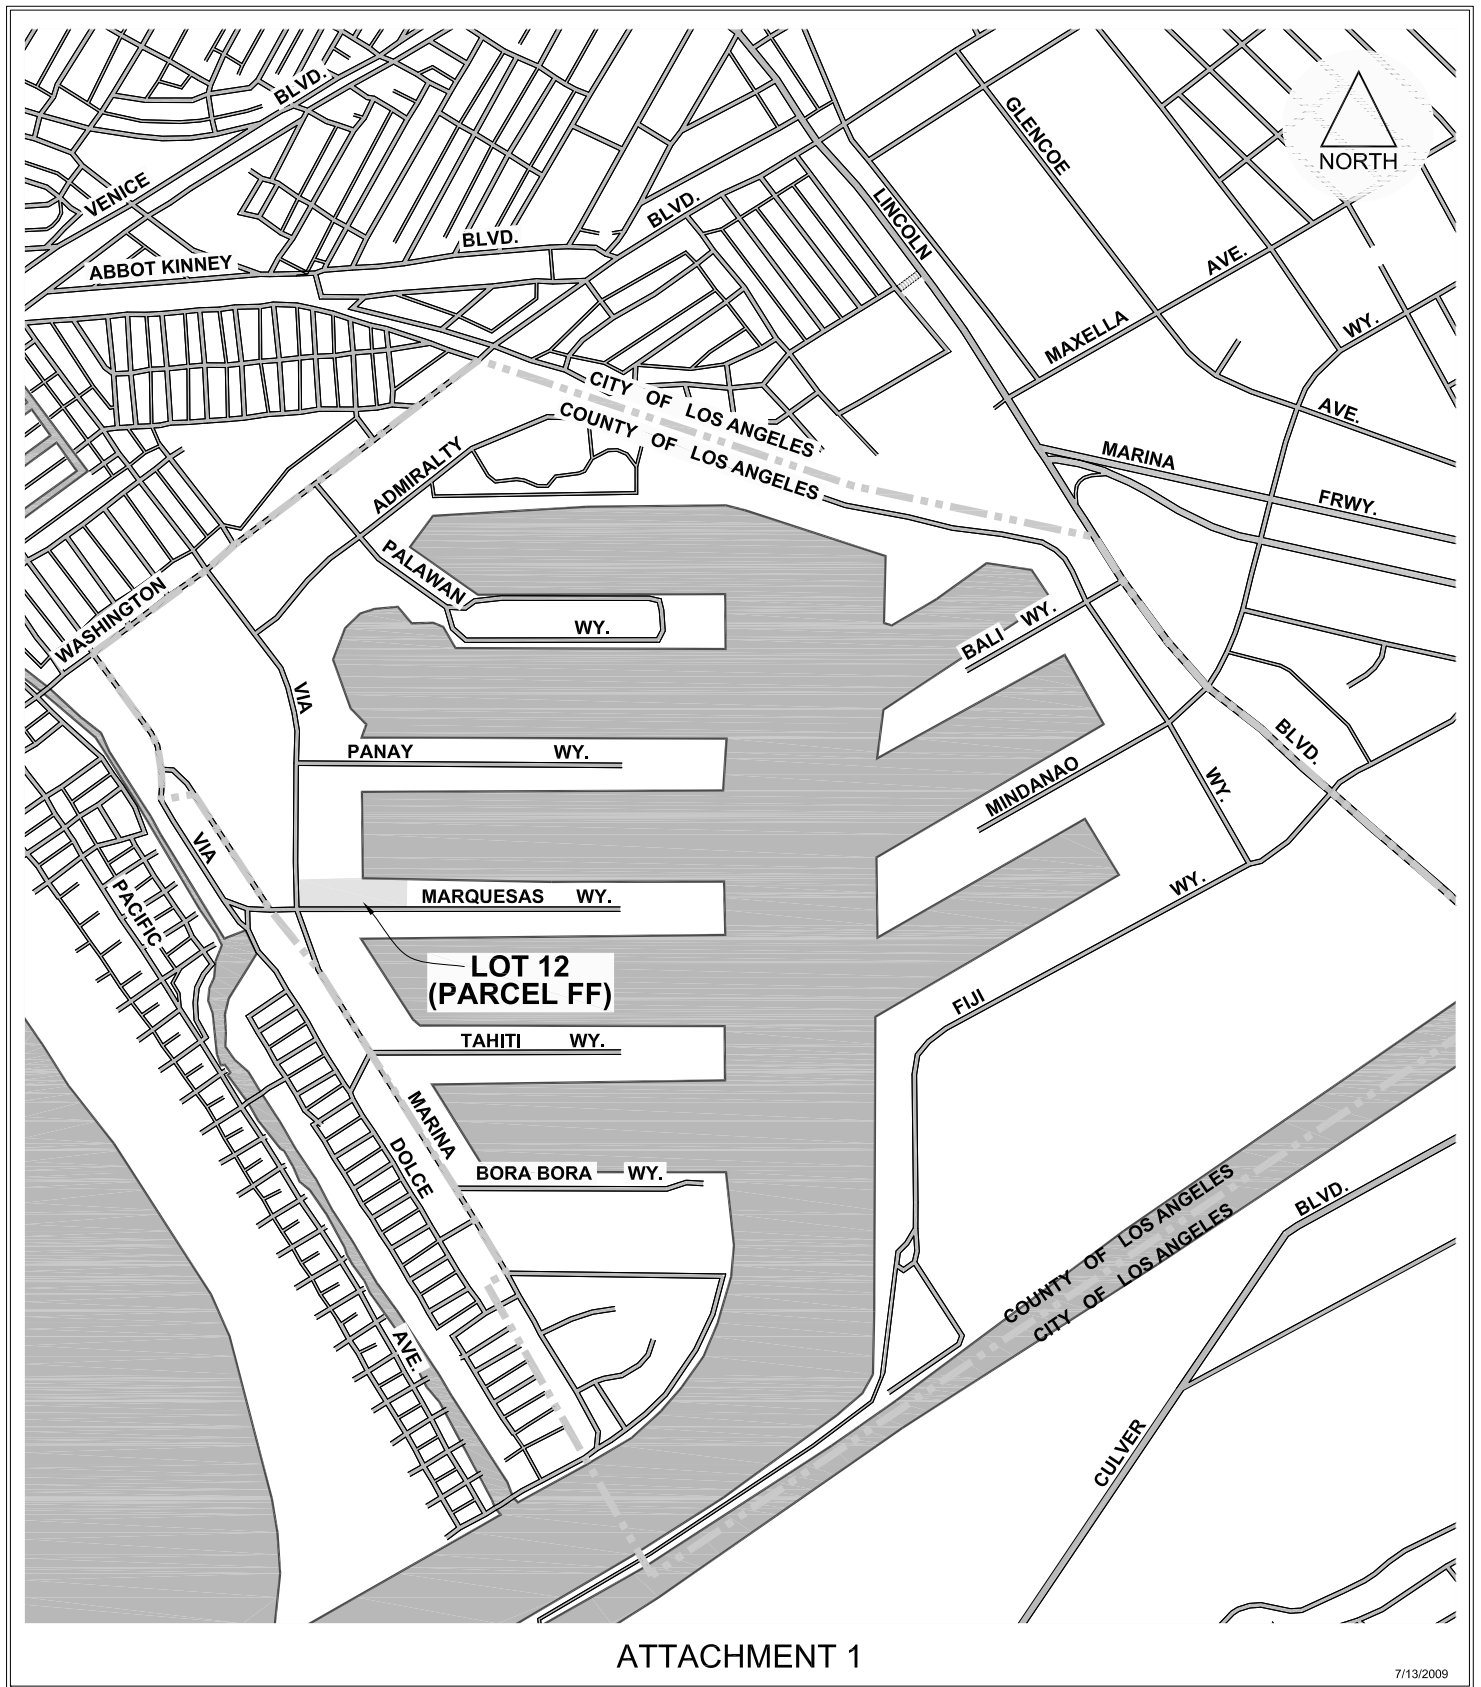 BLVD.
VENICE
GLENCOE
NORTH
BLVD.
LINCOLN
BLVD.
ABBOT KINNEY
AVE.
MAXELLA
WY.
CITY OF LOS ANGELES
COUNTY OF LOS ANGELES
AVE.
ADMIRALTY
MARINA
FRWY.
PALAWAN
WY.
WASHINGTON
BALI WY.
VIA
PANAY WY.
BLVD.
MINDANAO
WY.
VIA
PACIFIC
MARQUESAS WY.
WY.
LOT 12
(PARCEL FF)
FIJI
TAHITI WY.
MARINA
DOLCE
BORA BORA WY.
COUNTY OF LOS ANGELES
CITY OF LOS ANGELES
BLVD.
AVE.
CULVER
ATTACHMENT 1
7/13/2009